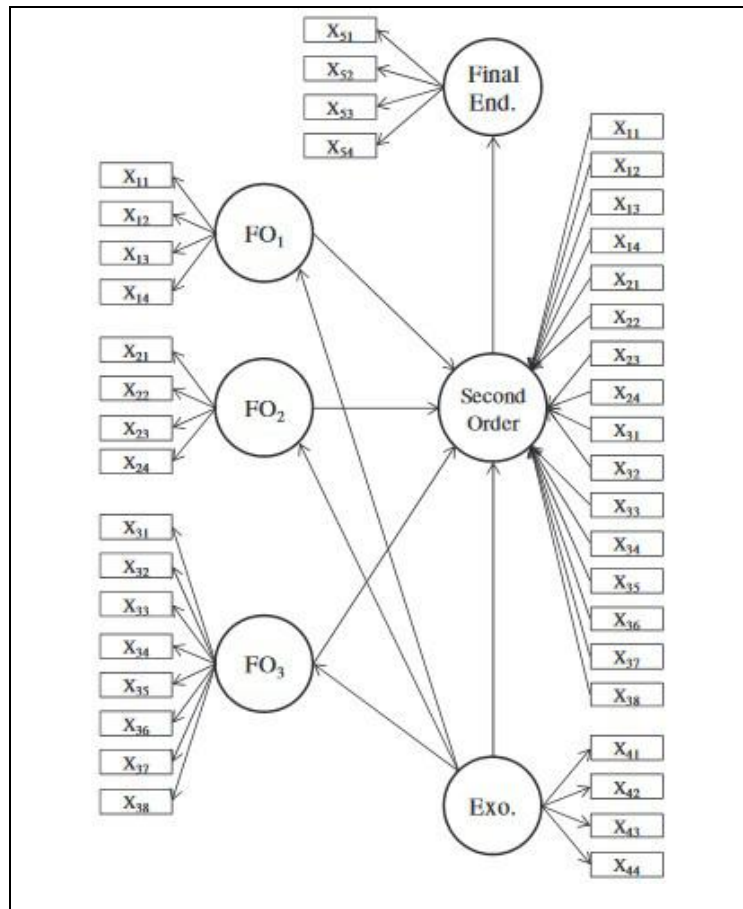 X51
X52
X53
X54
Final
End.
X11
X12
X13
X14
FO1
X21
X22
X23
X24
FO2
X31
X32
X33
X34
X35
X36
X37
X38
FO3
Second
Order
X11
X12
X13
X14
X21
X22
X23
X24
X31
X32
X33
X34
X35
X36
X37
X38
Exo.
X41
X42
X43
X44